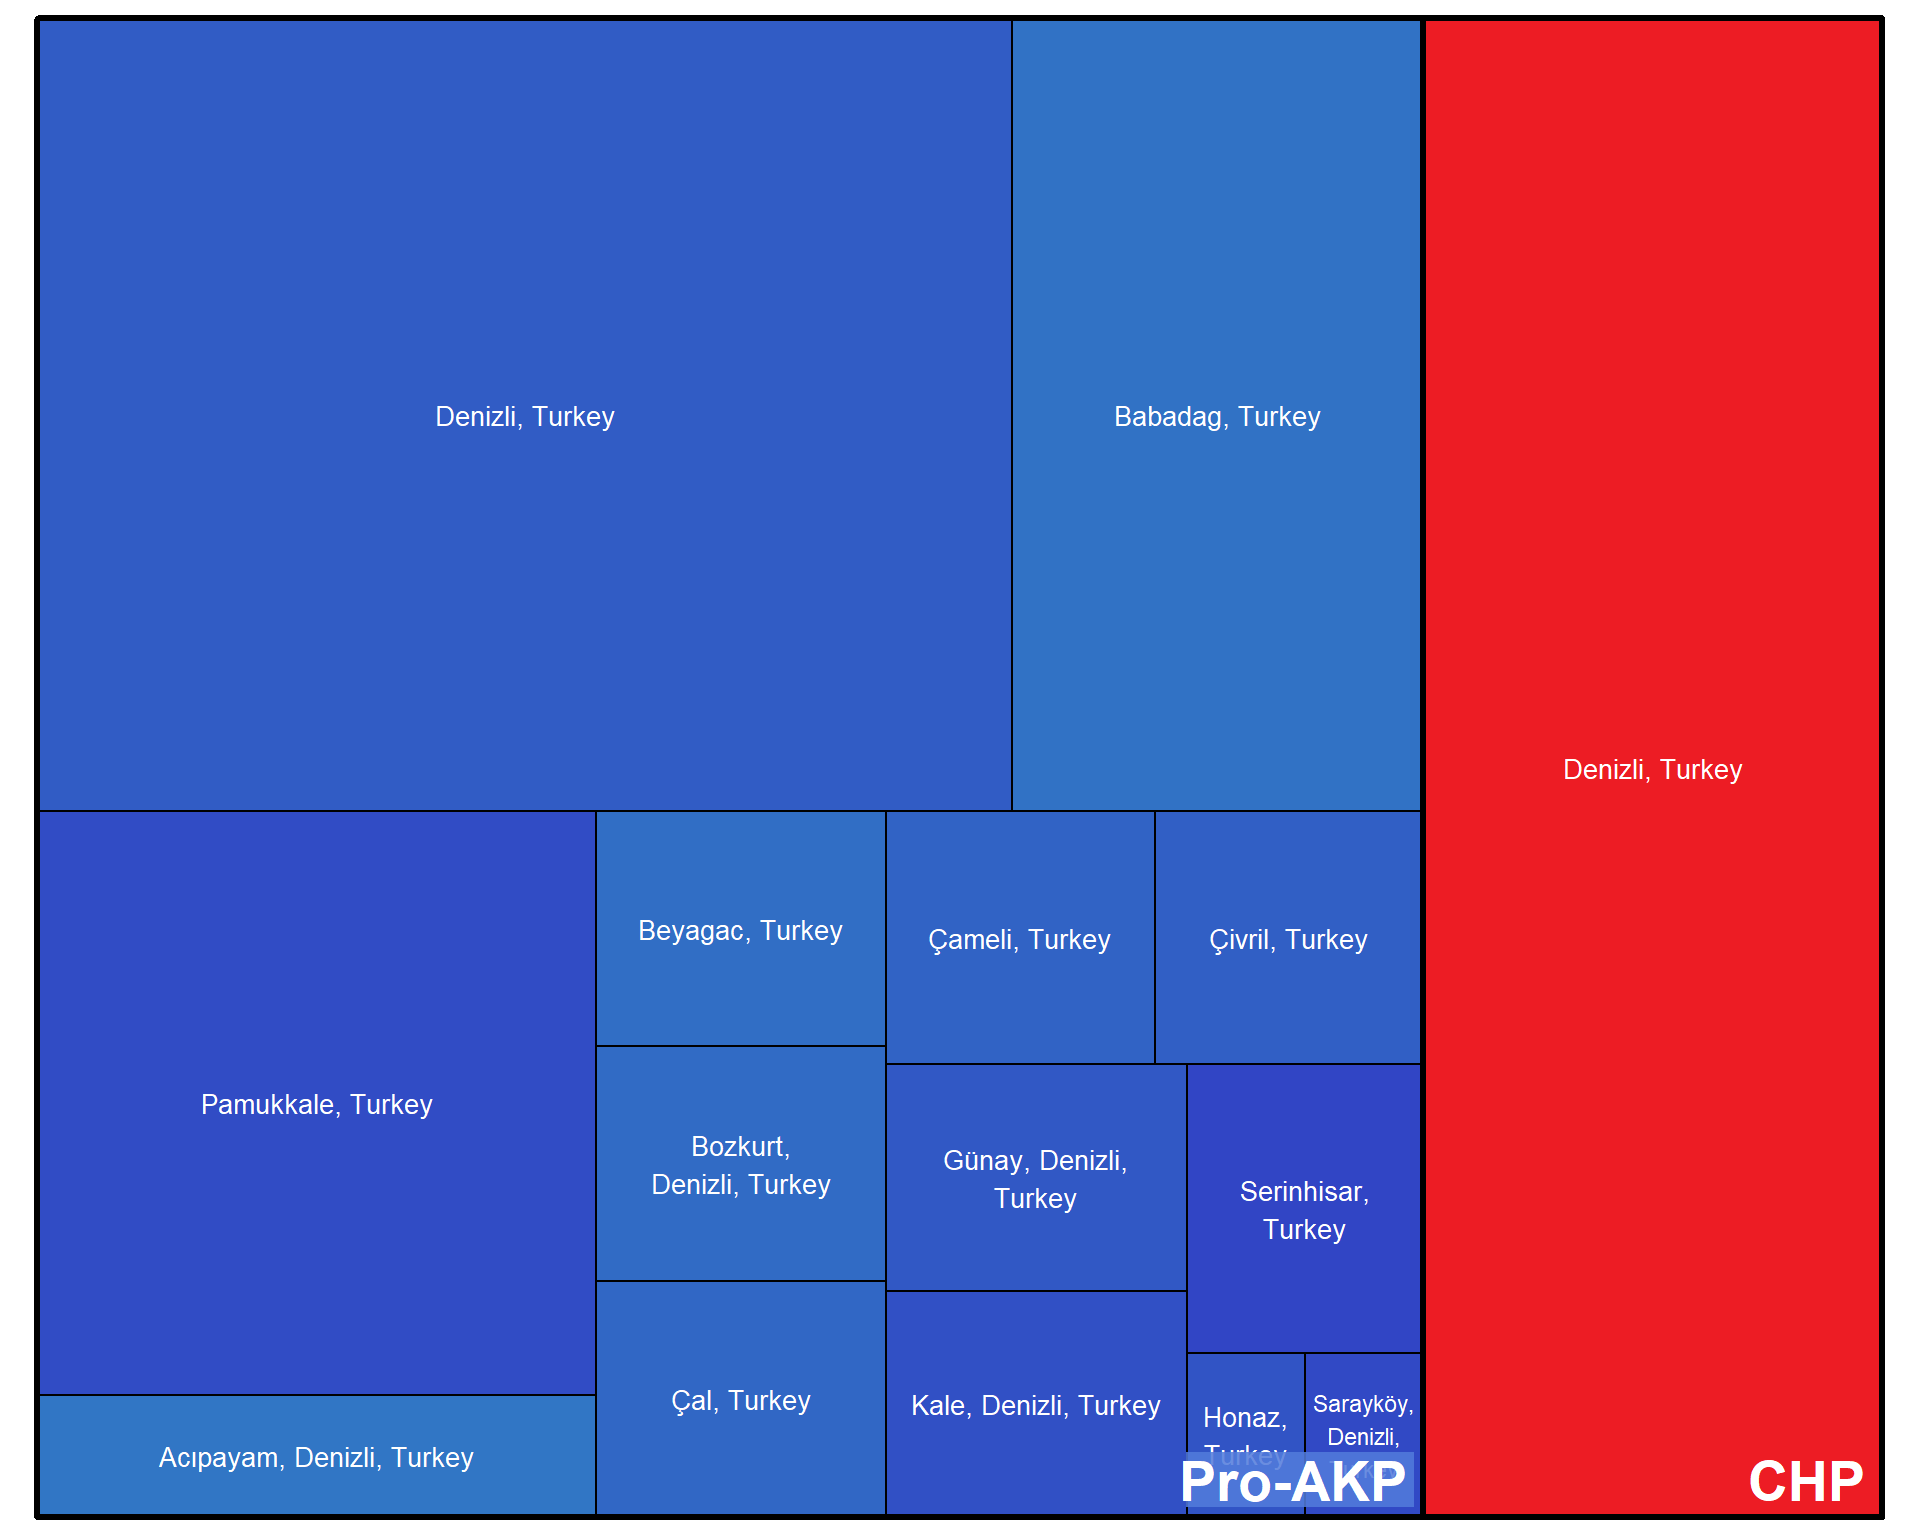 Denizli, Turkey
Babadag, Turkey
Denizli, Turkey
Pamukkale, Turkey
Beyagac, Turkey
Çameli, Turkey
Çivril, Turkey
Bozkurt,
Denizli, Turkey
Günay, Denizli,
Turkey
Serinhisar,
Turkey
Çal, Turkey
Kale, Denizli, Turkey
Honaz,
Turkey
Sarayköy,
Denizli,
Acıpayam, Denizli, Turkey
Pro-AKP
CHP